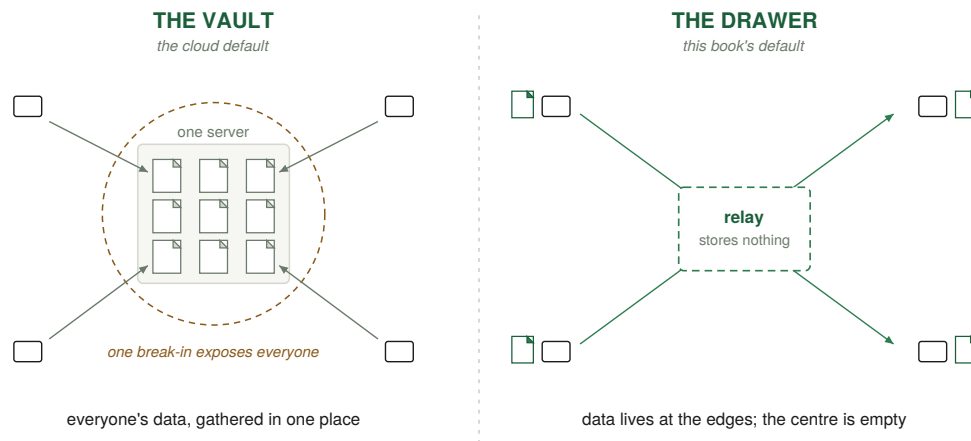 THE VAULT
the cloud default
one server
one break-in exposes everyone
everyone's data, gathered in one place
THE DRAWER
this book's default
relay
stores nothing
data lives at the edges; the centre is empty